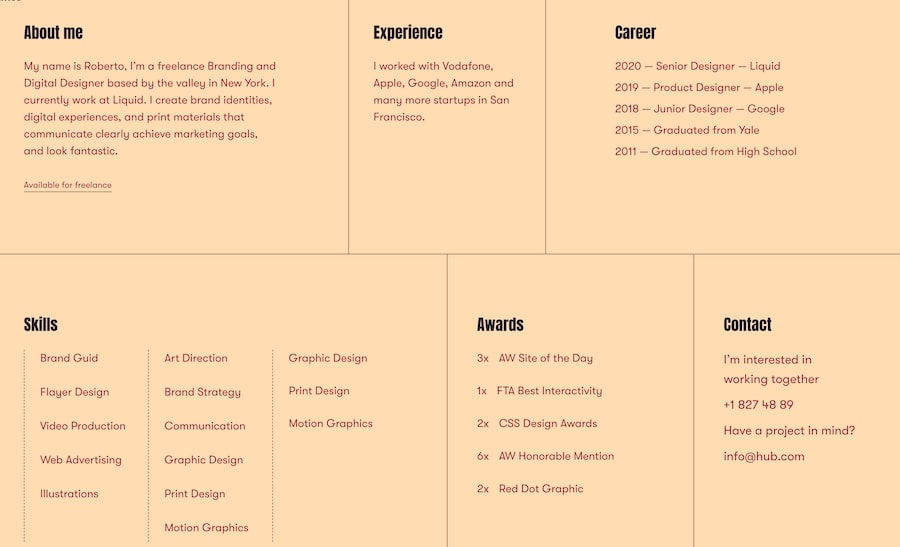 About me
My name is Roberto, I'm a freelance Branding and
Digital Designer based by the valley in New York. I
currently work at Liquid. I create brand identities,
digital experiences, and print materials that
communicate clearly achieve marketing goals,
and look fantastic.
Available for freelance
Experience
I worked with Vodafone,
Apple, Google, Amazon and
many more startups in San
Francisco.
Career
2020 — Senior Designer — Liquid
2019 — Product Designer — Apple
2018 — Junior Designer — Google
2015 — Graduated from Yale
2011 — Graduated from High School
Skills
Brand Guid
Flayer Design
Video Production
Web Advertising
Illustrations
Art Direction
Brand Strategy
Communication
Graphic Design
Print Design
Motion Graphics
Graphic Design
Print Design
Motion Graphics
Awards
3x AW Site of the Day
1x FTA Best Interactivity
2x CSS Design Awards
6x AW Honorable Mention
2x Red Dot Graphic
Contact
I'm interested in
working together
+1 827 48 89
Have a project in mind?
info@hub.com